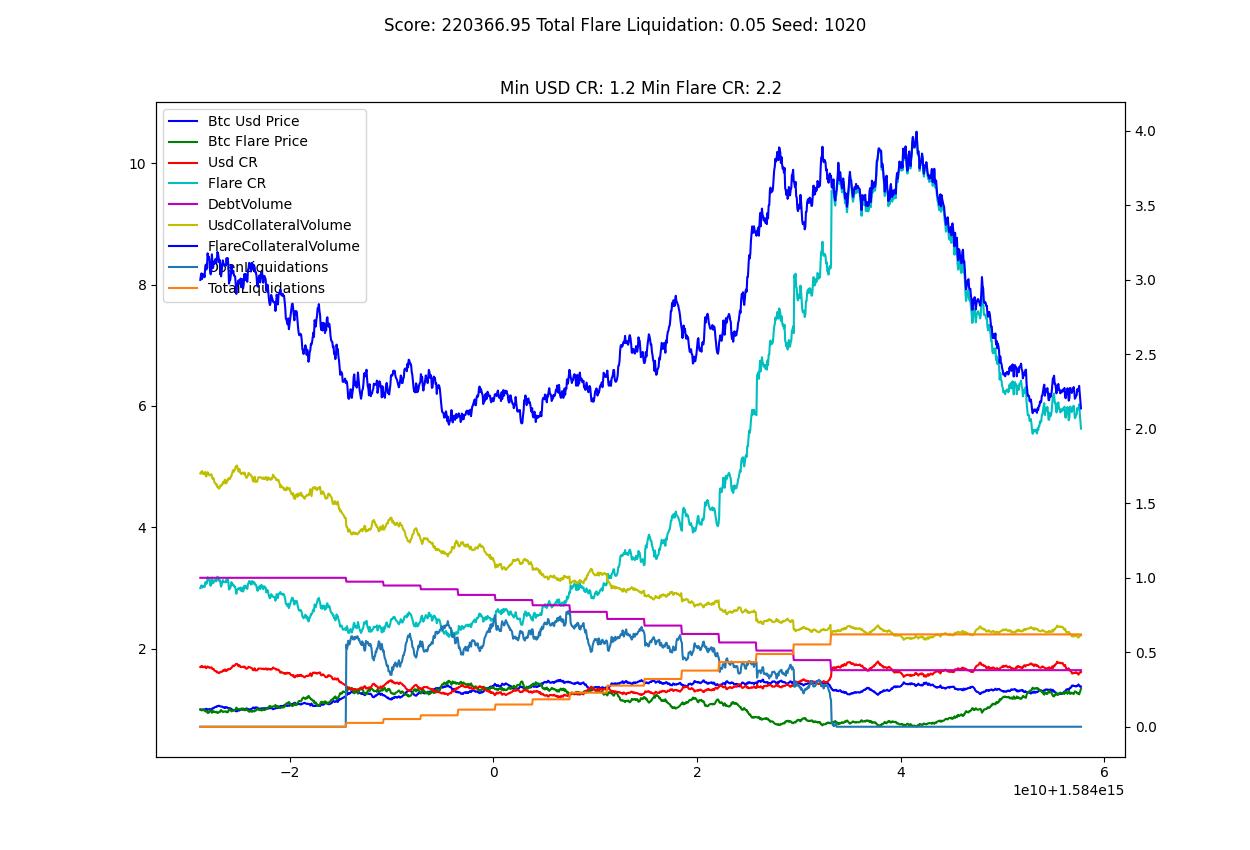 Score: 220366.95 Total Flare Liquidation: 0.05 Seed: 1020
Min USD CR: 1.2 Min Flare CR: 2.2
Btc Usd Price
Btc Flare Price
Usd CR
Flare CR
DebtVolume
UsdCollateralVolume
FlareCollateralVolume
OpenLiquidations
TotalLiquidations
10
8
6
4
2
4.0
3.5
3.0
2.5
2.0
1.5
1.0
0.5
0.0
−2
0
2
4
6
1e10+1.584e15